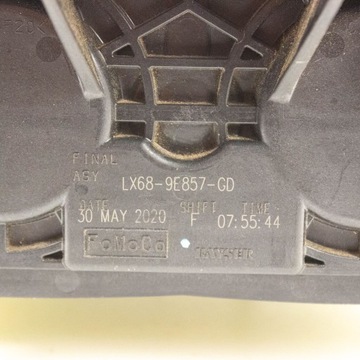 FINAL
ASY LX68-9E857-GD
DATE SHIFT TIME
30 MAY 2020 F 07:55:44
FoMoCo